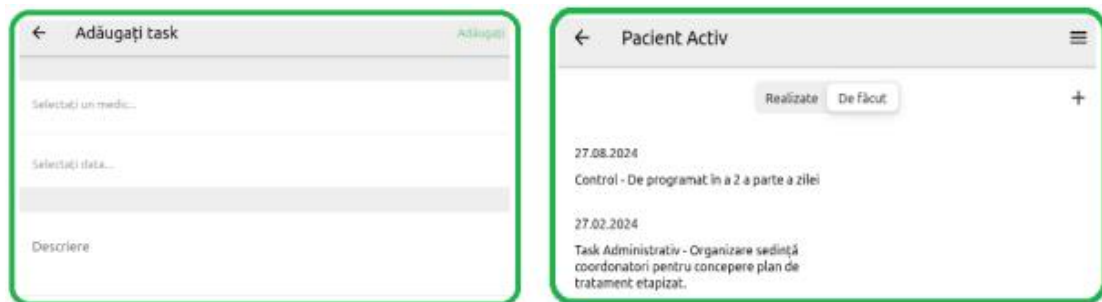 Adăugați task
Adăugați
Selectați un medic...
Selectați data...
Descriere
Pacient Activ
Realizate
De făcut
27.08.2024
Control - De programat în a 2 a parte a zilei
27.02.2024
Task Administrativ - Organizare sedință
coordonatori pentru concepere plan de
tratament etapizat.